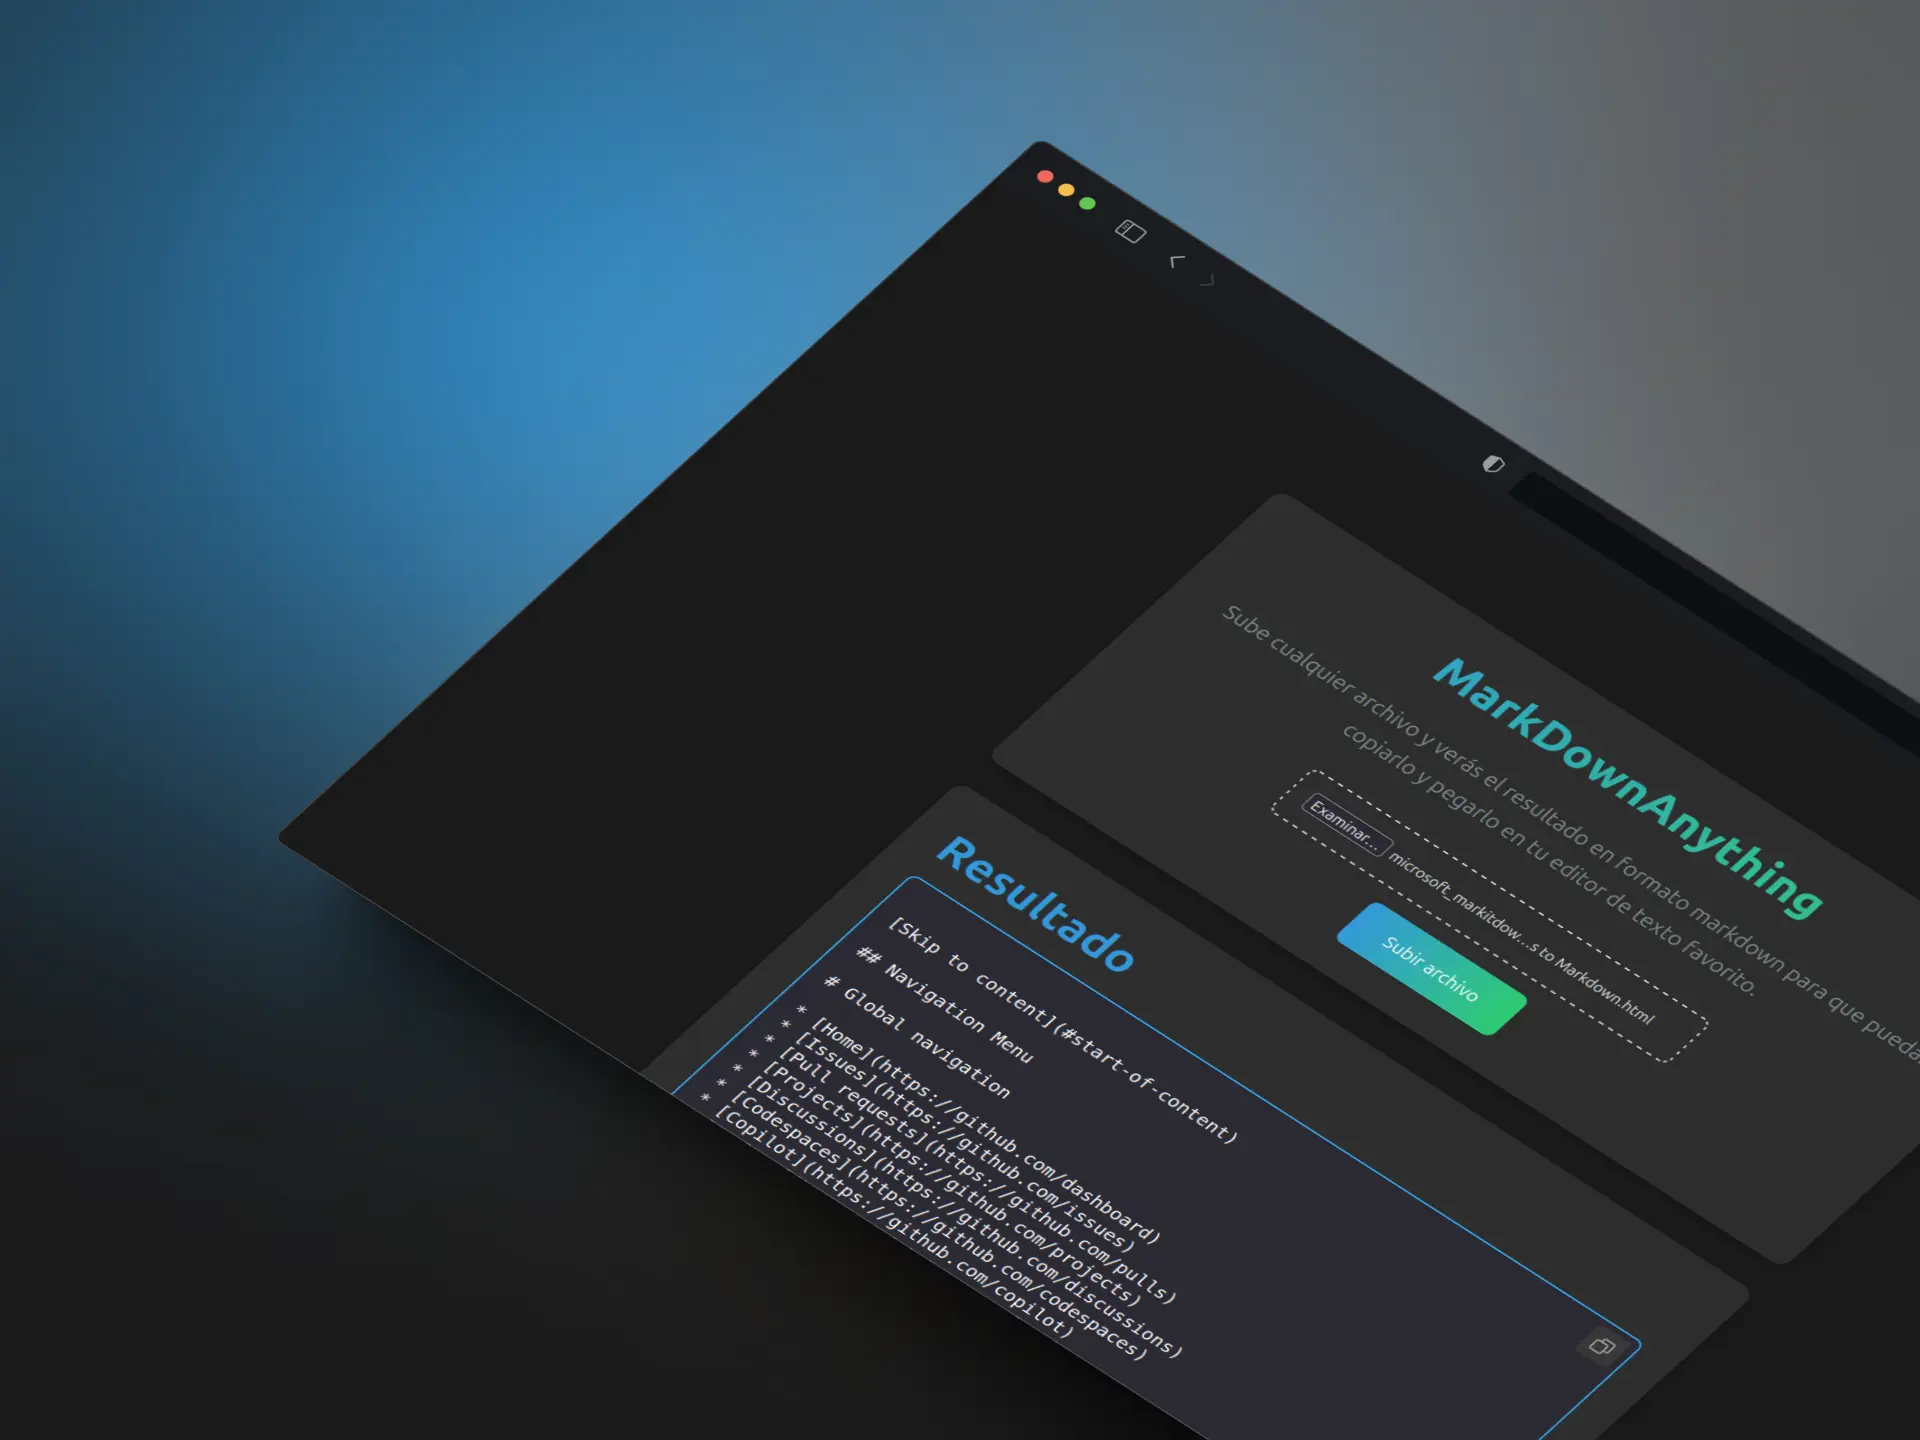 MarkDownAnything
Sube cualquier archivo y verás el resultado en formato markdown para que pueda
copiarlo y pegarlo en tu editor de texto favorito.
Examinar... microsoft_markitdow...s to Markdown.html
Subir archivo
Resultado
[Skip to content](#start-of-content)
## Navigation Menu
# Global navigation
* [Home](https://github.com/dashboard)
* [Issues](https://github.com/issues)
* [Pull requests](https://github.com/pulls)
* [Projects](https://github.com/projects)
* [Discussions](https://github.com/discussions)
* [Codespaces](https://github.com/codespaces)
* [Copilot](https://github.com/copilot)